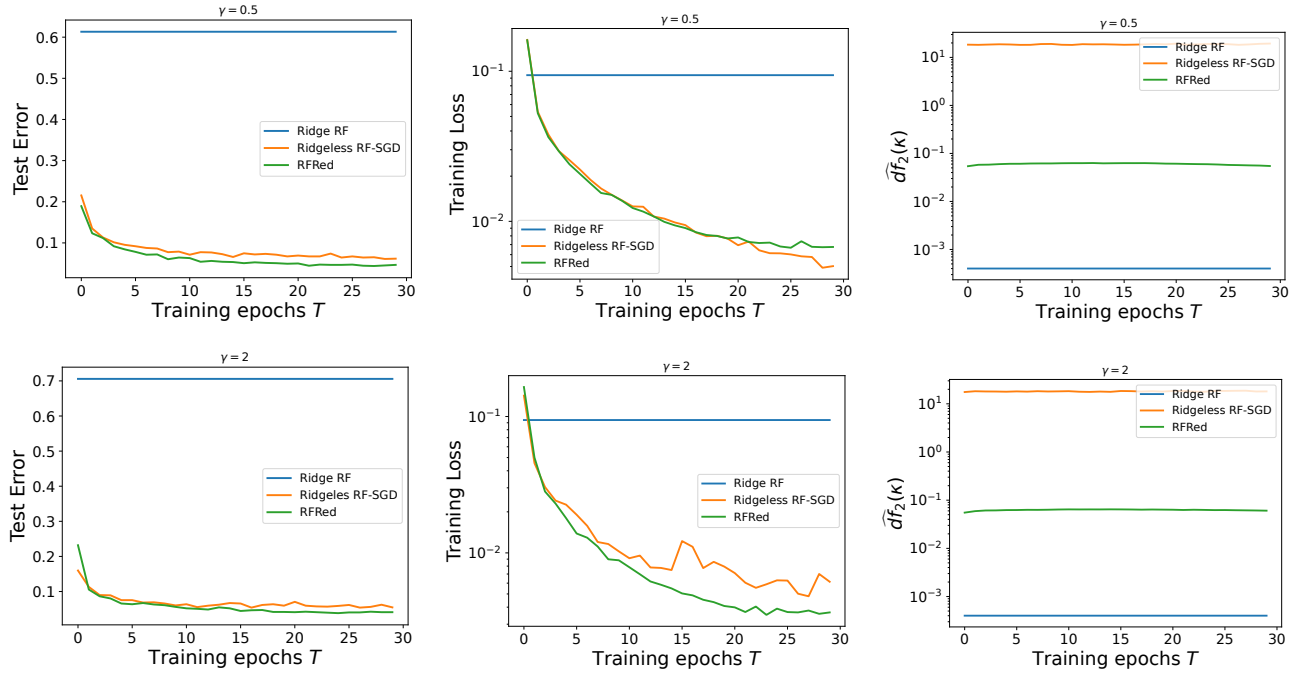 γ = 0.5
0.6
0.5
0.4
0.3
0.2
0.1
Test Error
Ridge RF
Ridgeless RF-SGD
RFRed
0 5 10 15 20 25 30
Training epochs T
γ = 0.5
10⁻¹
10⁻²
Training Loss
Ridge RF
Ridgeless RF-SGD
RFRed
0 5 10 15 20 25 30
Training epochs T
γ = 0.5
10¹
10⁰
10⁻¹
10⁻²
10⁻³
d̂f₂(κ)
Ridge RF
Ridgeless RF-SGD
RFRed
0 5 10 15 20 25 30
Training epochs T
γ = 2
0.7
0.6
0.5
0.4
0.3
0.2
0.1
Test Error
Ridge RF
Ridgeles RF-SGD
RFRed
0 5 10 15 20 25 30
Training epochs T
γ = 2
10⁻¹
10⁻²
Training Loss
Ridge RF
Ridgeless RF-SGD
RFRed
0 5 10 15 20 25 30
Training epochs T
γ = 2
10¹
10⁰
10⁻¹
10⁻²
10⁻³
d̂f₂(κ)
Ridge RF
Ridgeless RF-SGD
RFRed
0 5 10 15 20 25 30
Training epochs T